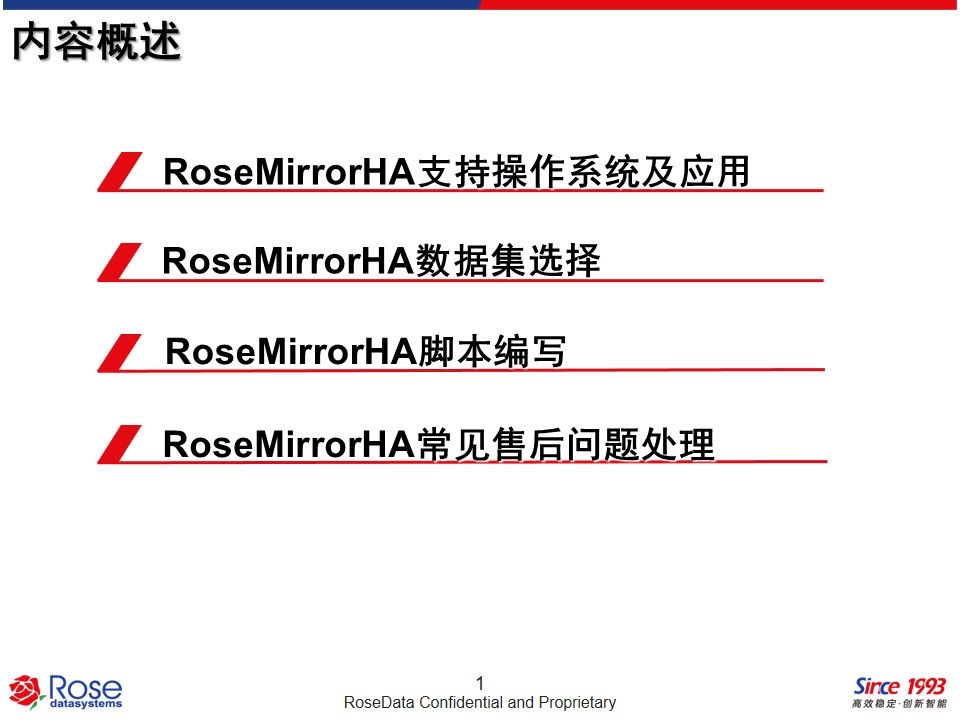 内容概述
RoseMirrorHA支持操作系统及应用
RoseMirrorHA数据集选择
RoseMirrorHA脚本编写
RoseMirrorHA常见售后问题处理
Rose
datasystems
1
RoseData Confidential and Proprietary
Since 1993
高效稳定·创新智能